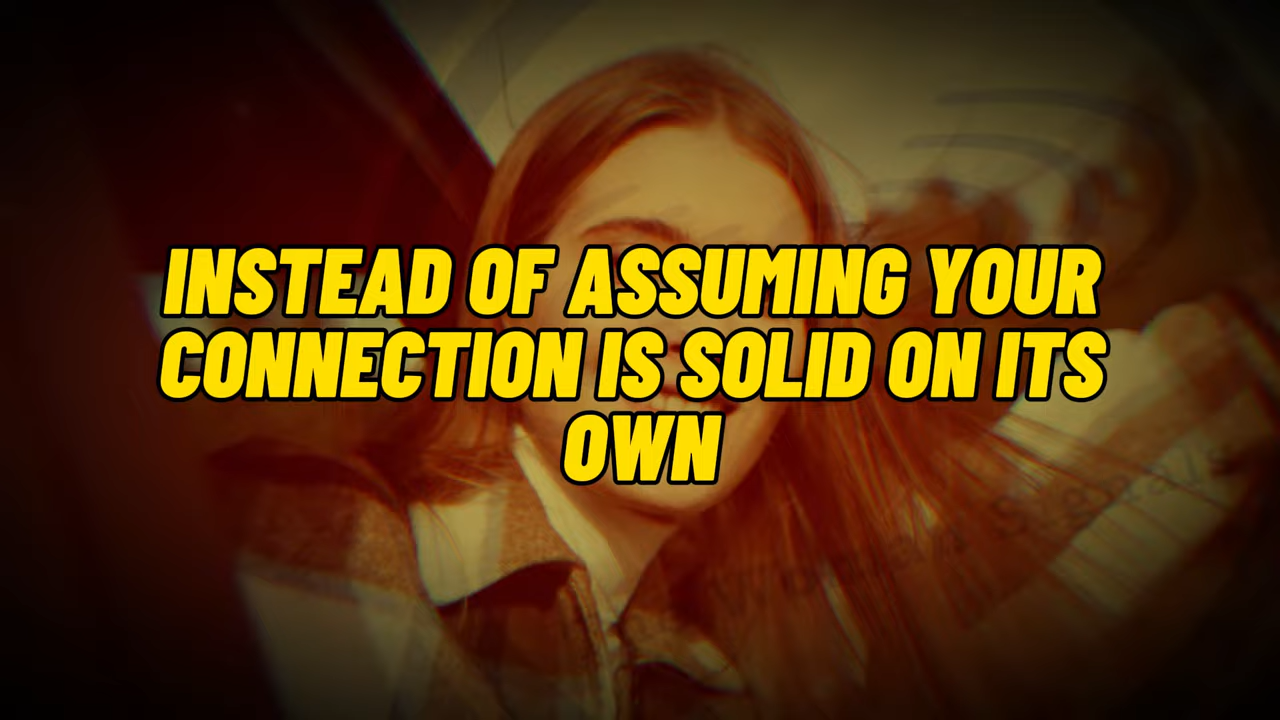 INSTEAD OF ASSUMING YOUR
CONNECTION IS SOLID ON ITS
OWN